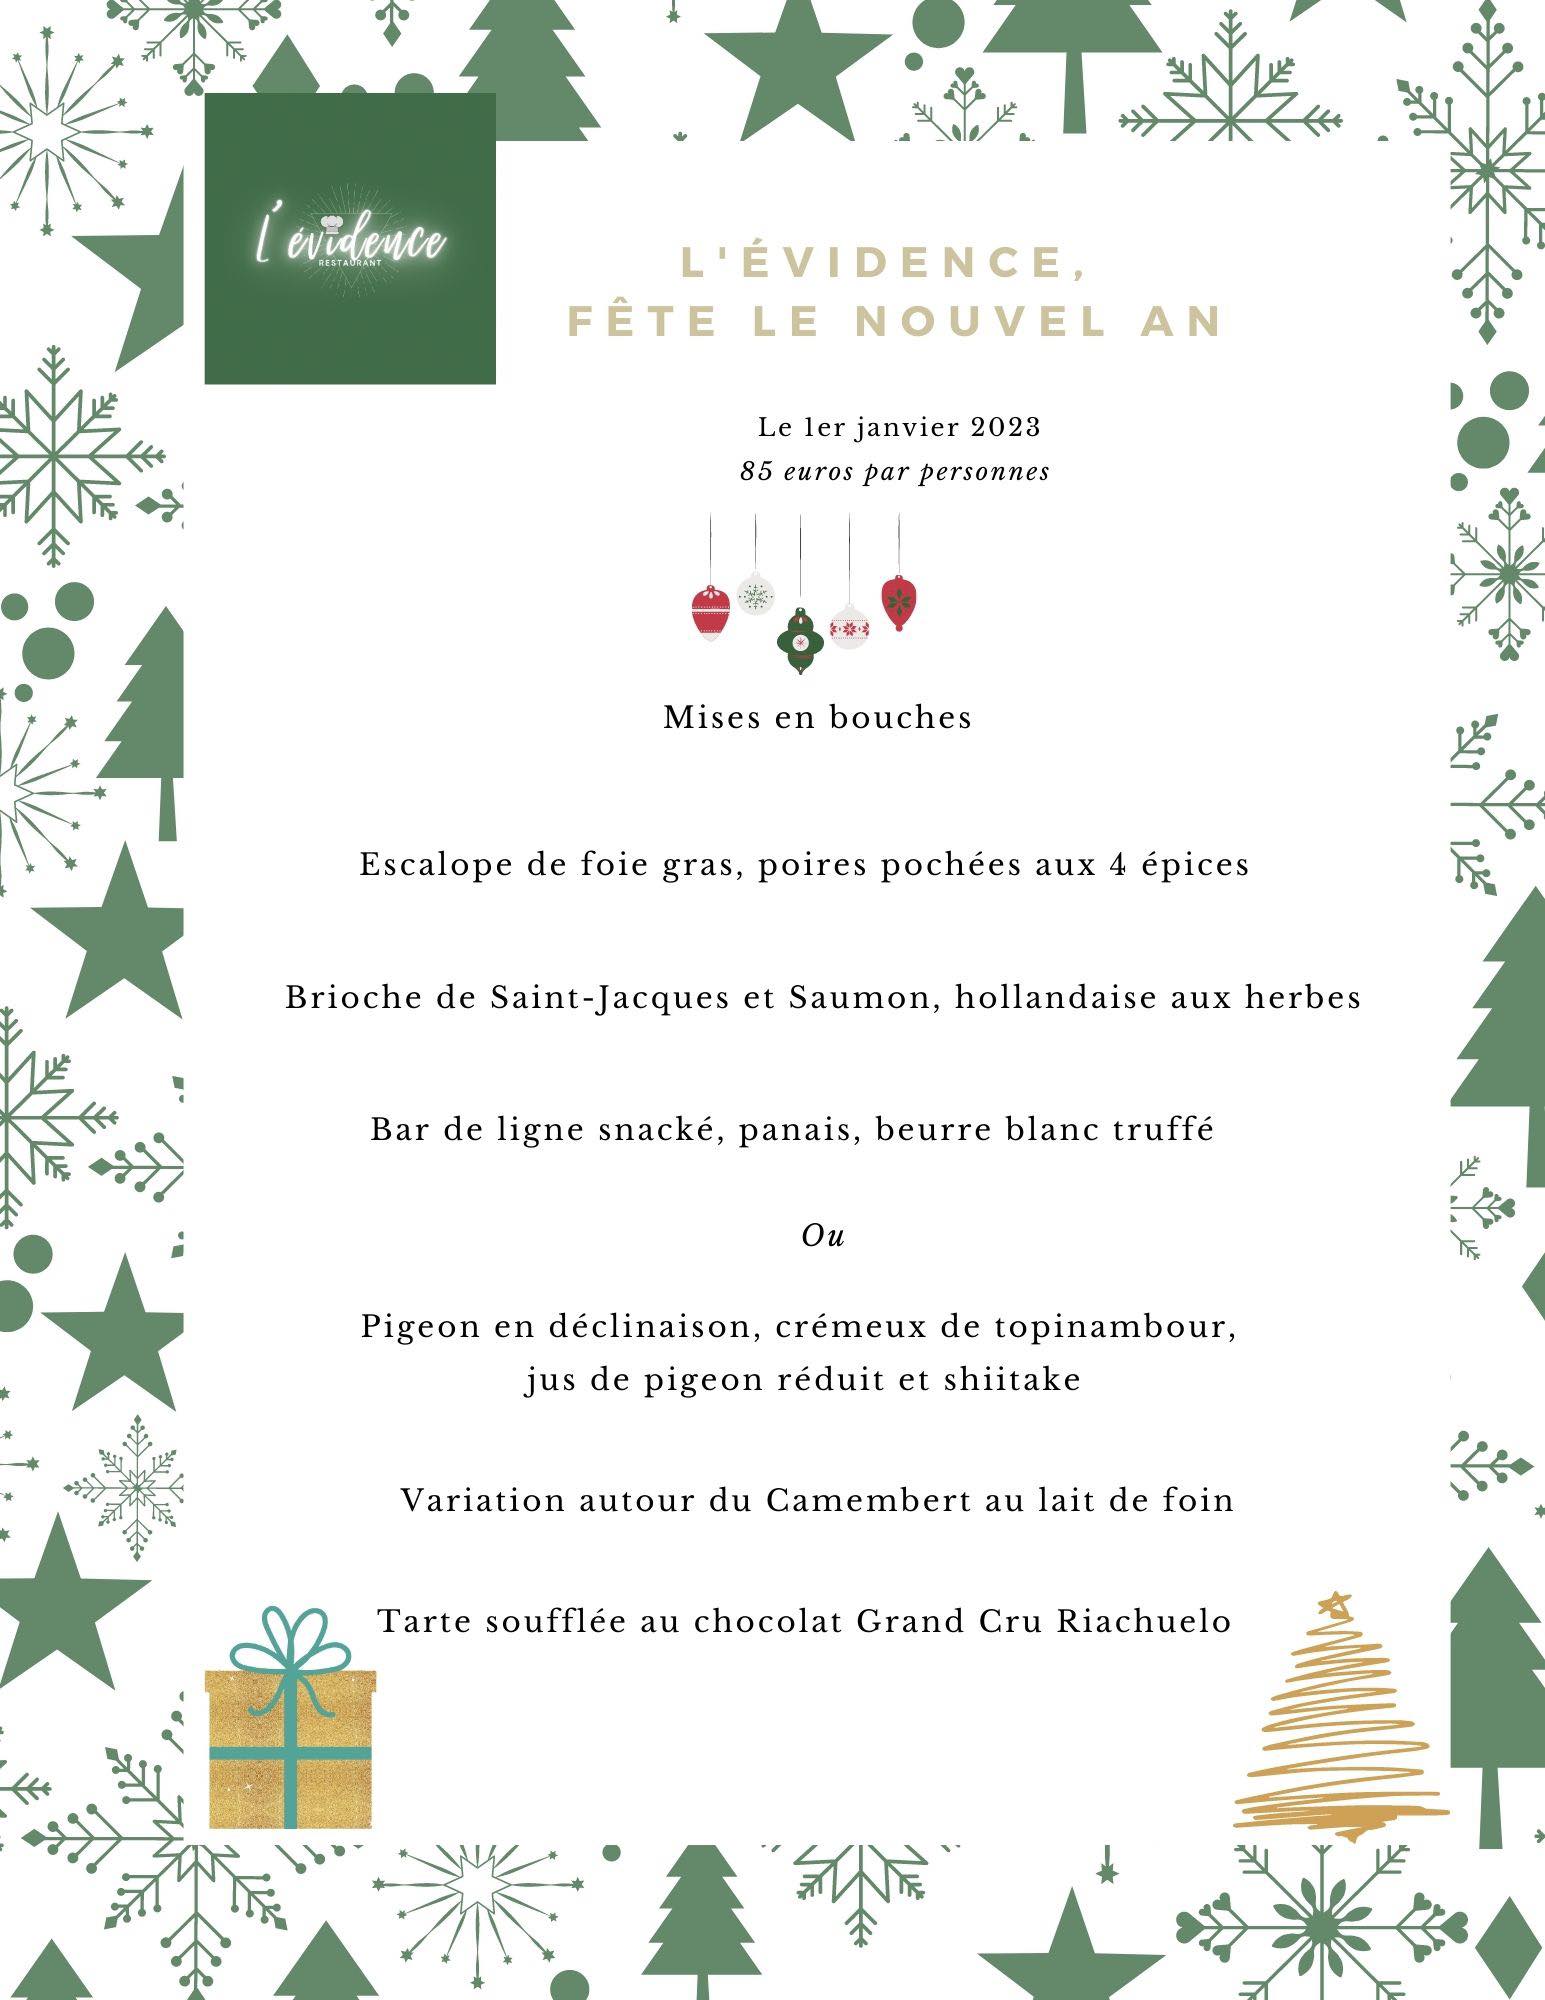 L'évidence
RESTAURANT
L'ÉVIDENCE,
FÊTE LE NOUVEL AN
Le 1er janvier 2023
85 euros par personnes
Mises en bouches
Escalope de foie gras, poires pochées aux 4 épices
Brioche de Saint-Jacques et Saumon, hollandaise aux herbes
Bar de ligne snacké, panais, beurre blanc truffé
Ou
Pigeon en déclinaison, crémeux de topinambour,
jus de pigeon réduit et shiitake
Variation autour du Camembert au lait de foin
Tarte soufflée au chocolat Grand Cru Riachuelo